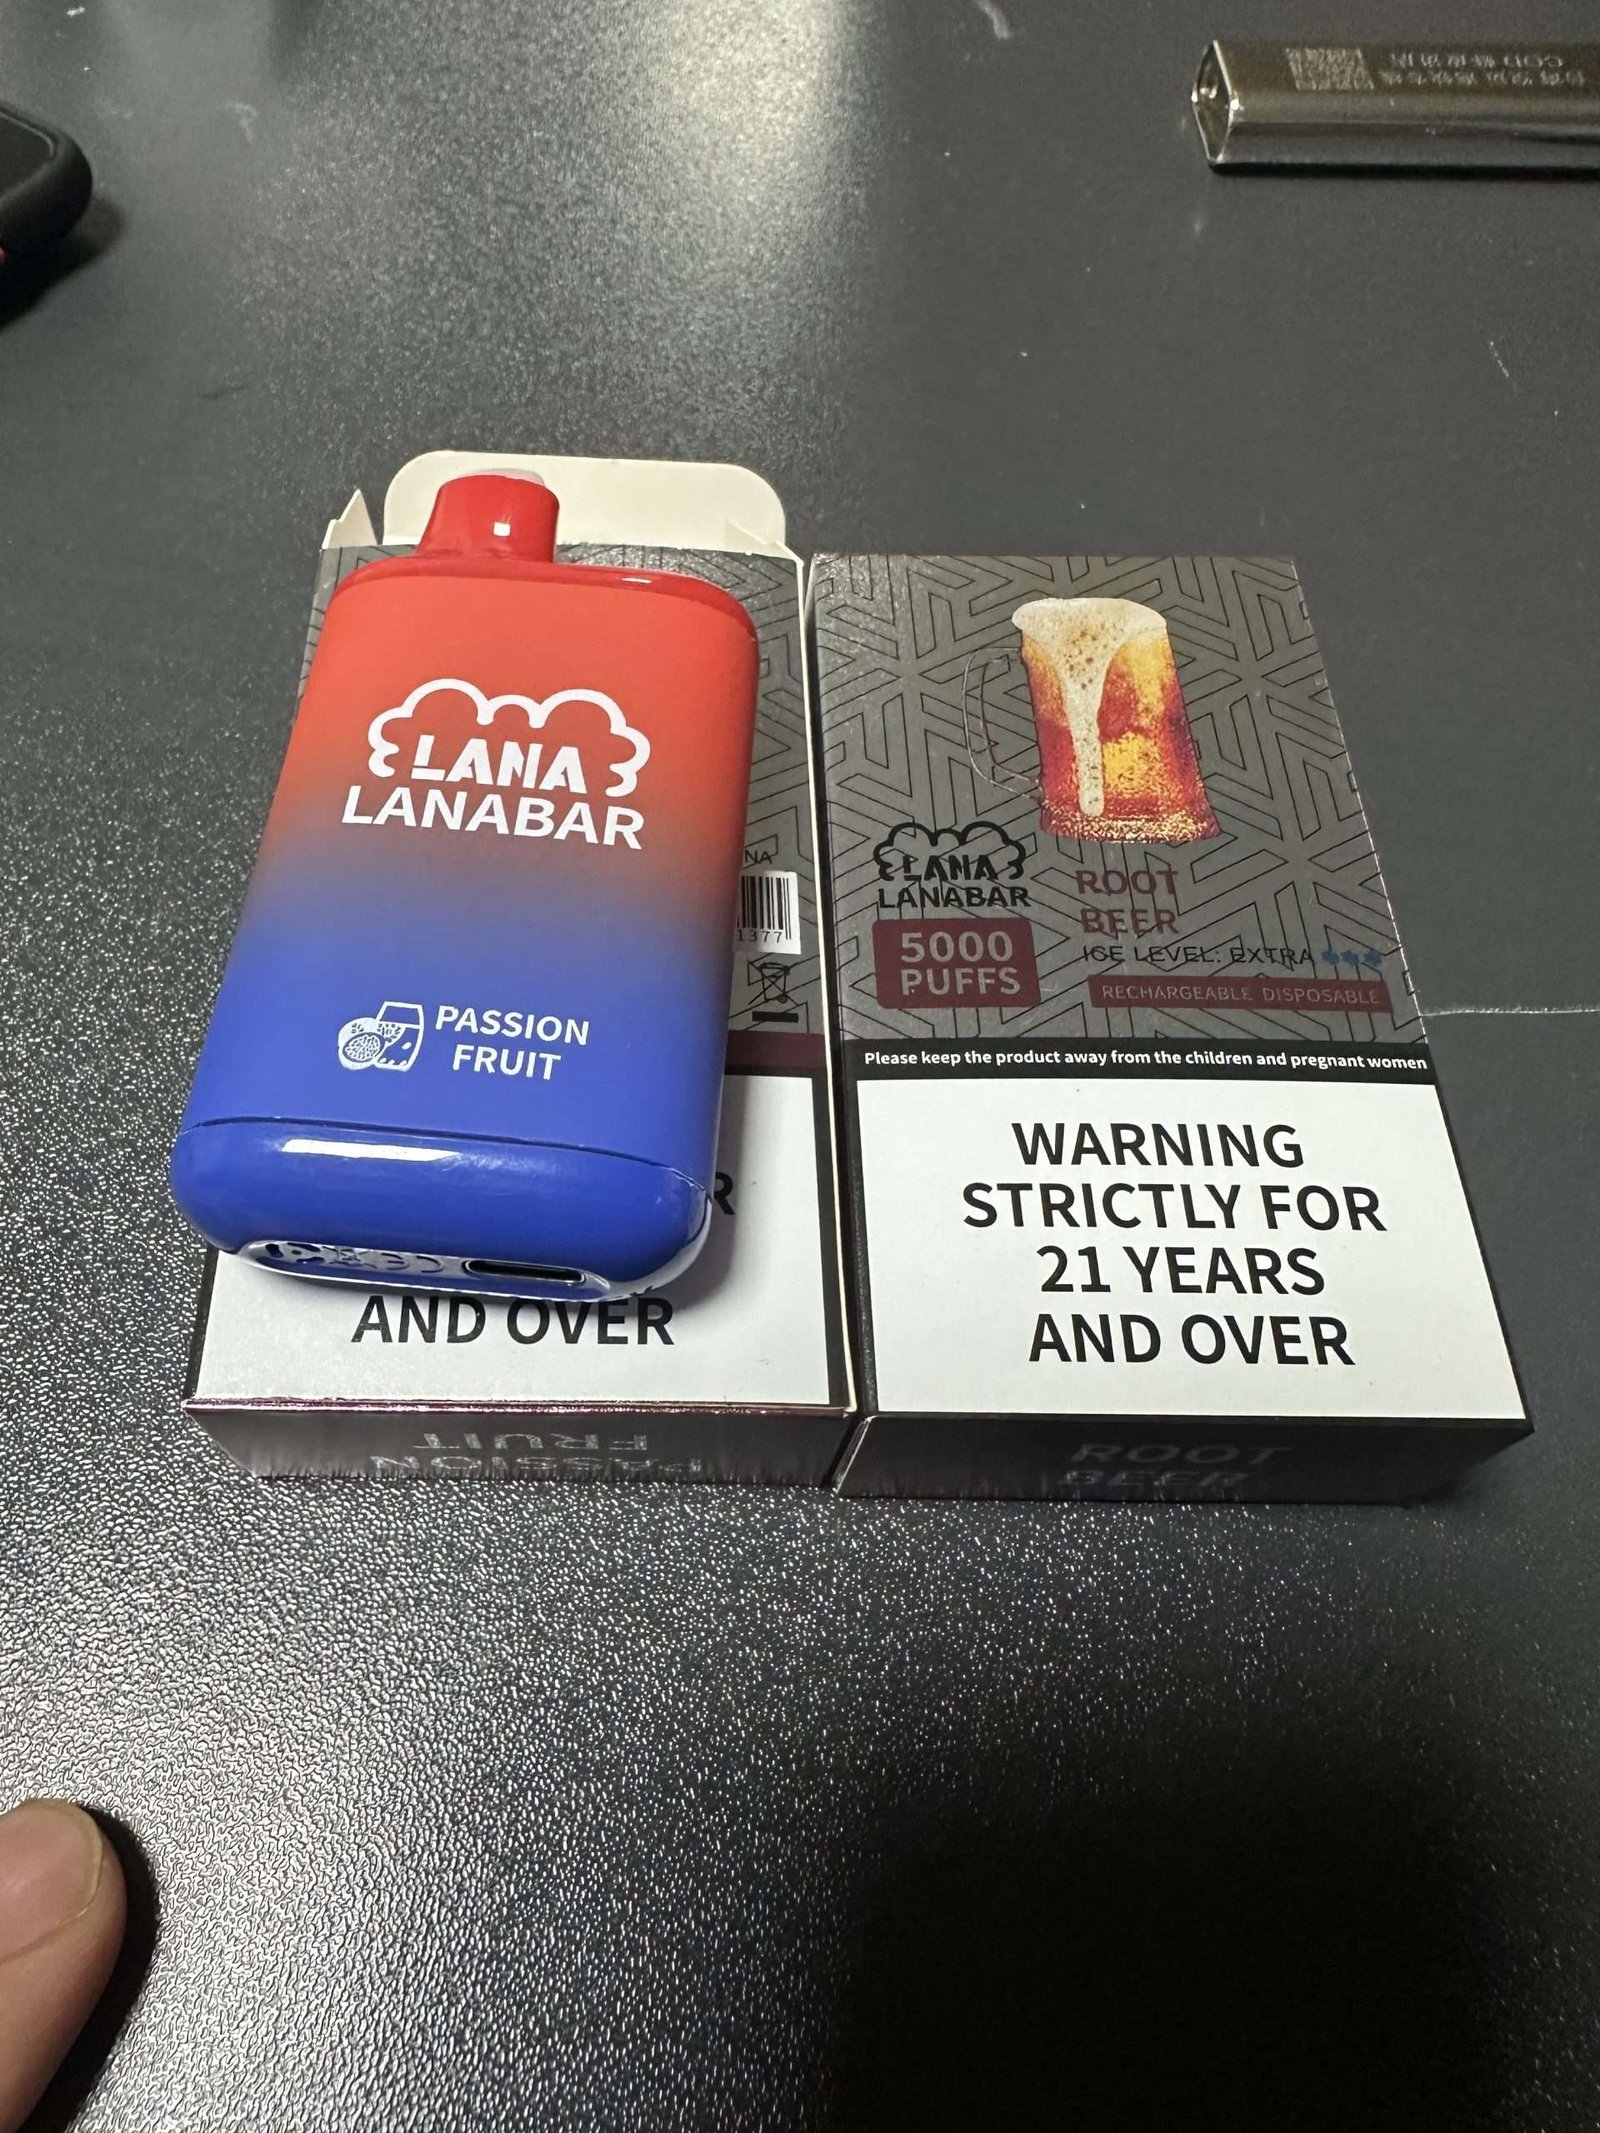 LANA
LANABAR
PASSION
FRUIT
NA
1377
R
AND OVER
PASSION
FRUIT
LANA
LANABAR
5000
PUFFS
ROOT
BEER
ICE LEVEL: EXTRA
RECHARGEABLE DISPOSABLE
Please keep the product away from the children and pregnant women
WARNING
STRICTLY FOR
21 YEARS
AND OVER
ROOT
BEER